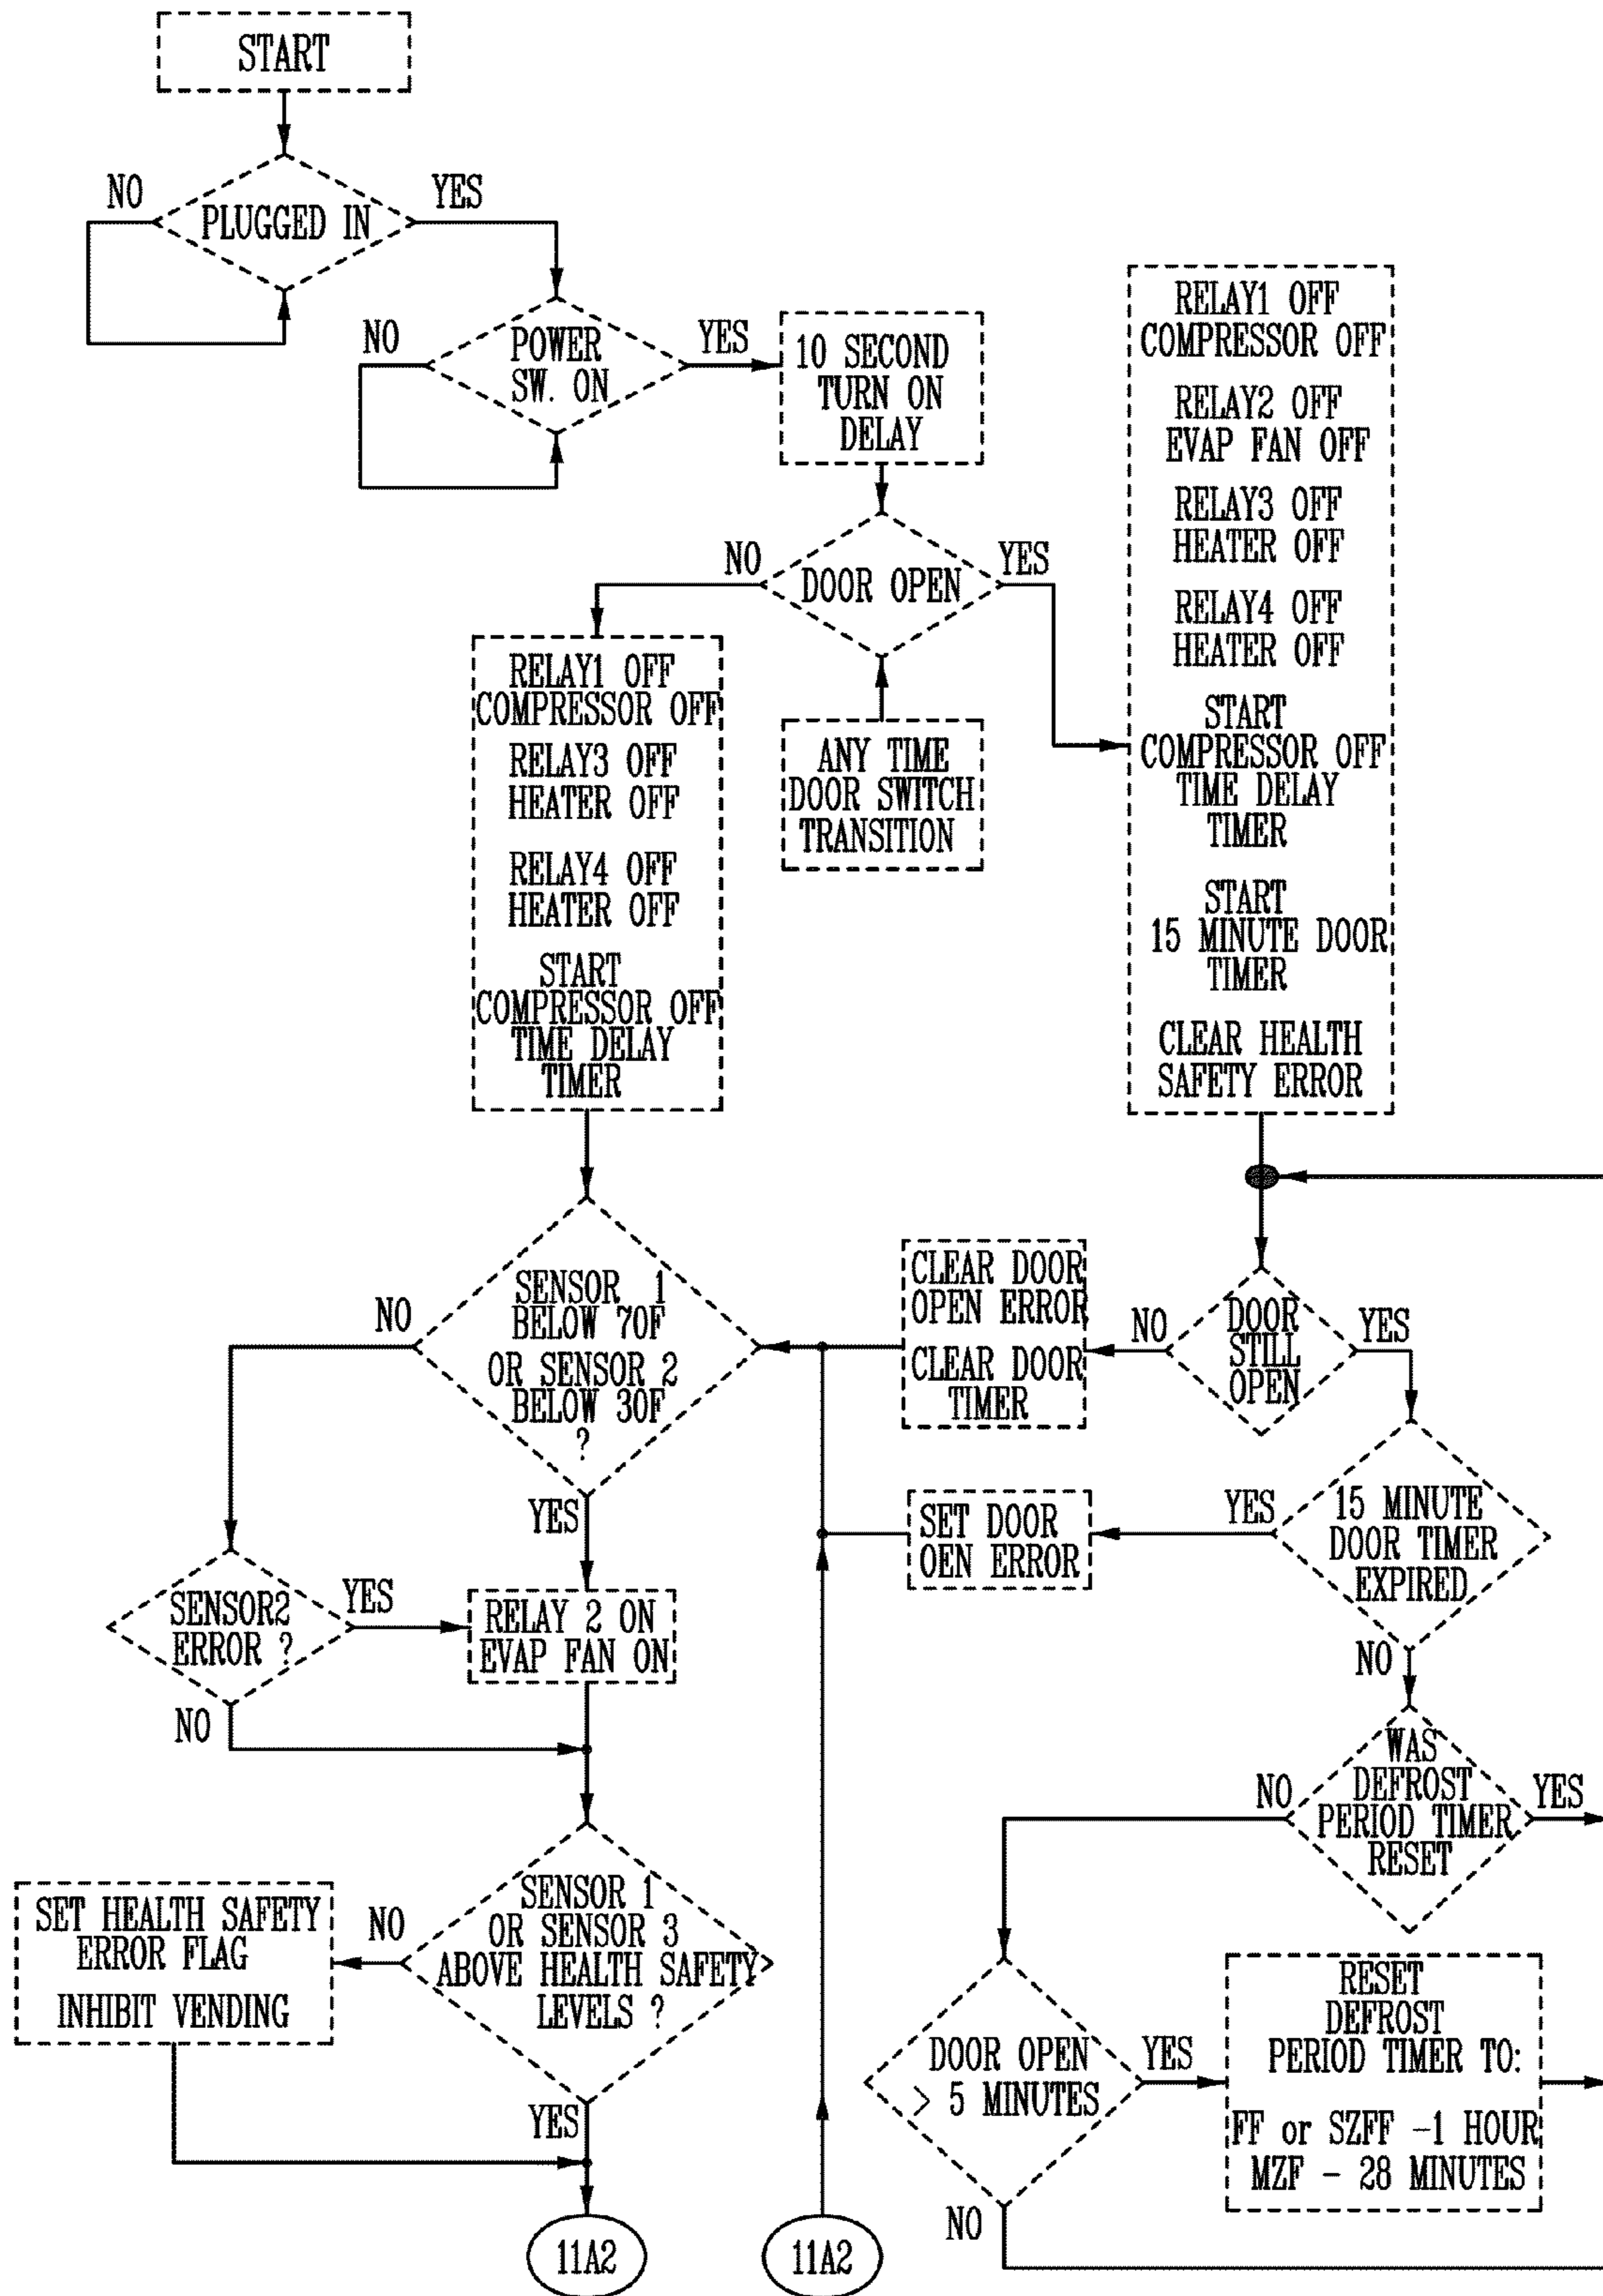 START
NO
YES
PLUGGED IN
NO
YES
POWER
SW. ON
10 SECOND
TURN ON
DELAY
NO
YES
DOOR OPEN
ANY TIME
DOOR SWITCH
TRANSITION
RELAY1 OFF
COMPRESSOR OFF
RELAY2 OFF
EVAP FAN OFF
RELAY3 OFF
HEATER OFF
RELAY4 OFF
HEATER OFF
START
COMPRESSOR OFF
TIME DELAY
TIMER
START
15 MINUTE DOOR
TIMER
CLEAR HEALTH
SAFETY ERROR
RELAY1 OFF
COMPRESSOR OFF
RELAY3 OFF
HEATER OFF
RELAY4 OFF
HEATER OFF
START
COMPRESSOR OFF
TIME DELAY
TIMER
NO
SENSOR 1
BELOW 70F
OR SENSOR 2
BELOW 30F
?
YES
CLEAR DOOR
OPEN ERROR
CLEAR DOOR
TIMER
NO
DOOR
STILL
OPEN
YES
SET DOOR
OEN ERROR
YES
15 MINUTE
DOOR TIMER
EXPIRED
NO
SENSOR2
ERROR ?
YES
NO
RELAY 2 ON
EVAP FAN ON
NO
WAS
DEFROST
PERIOD TIMER
RESET
YES
SET HEALTH SAFETY
ERROR FLAG
INHIBIT VENDING
NO
SENSOR 1
OR SENSOR 3
ABOVE HEALTH SAFETY
LEVELS ?
YES
DOOR OPEN
> 5 MINUTES
YES
NO
RESET
DEFROST
PERIOD TIMER TO:
FF or SZFF -1 HOUR
MZF - 28 MINUTES
11A2
11A2